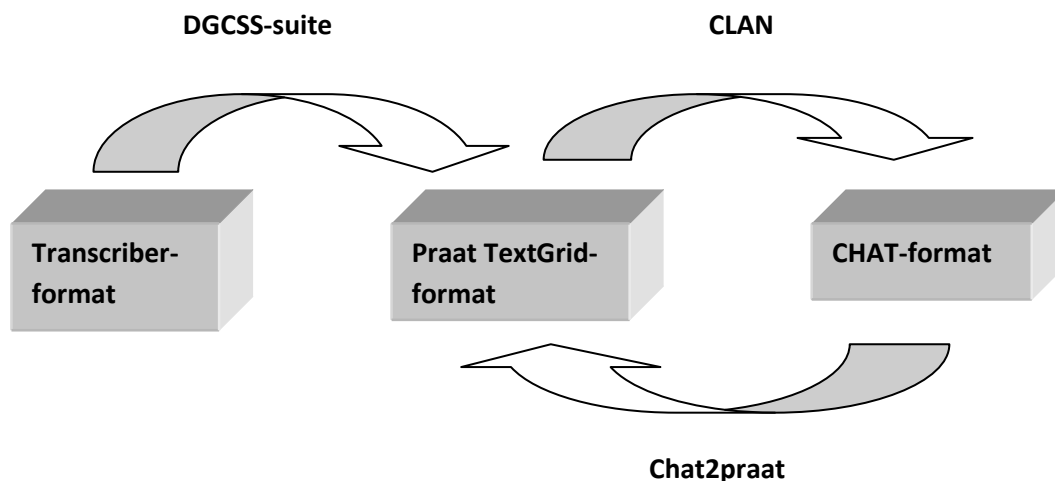 DGCSS-suite
CLAN
Transcriber-
format
Praat TextGrid-
format
CHAT-format
Chat2praat